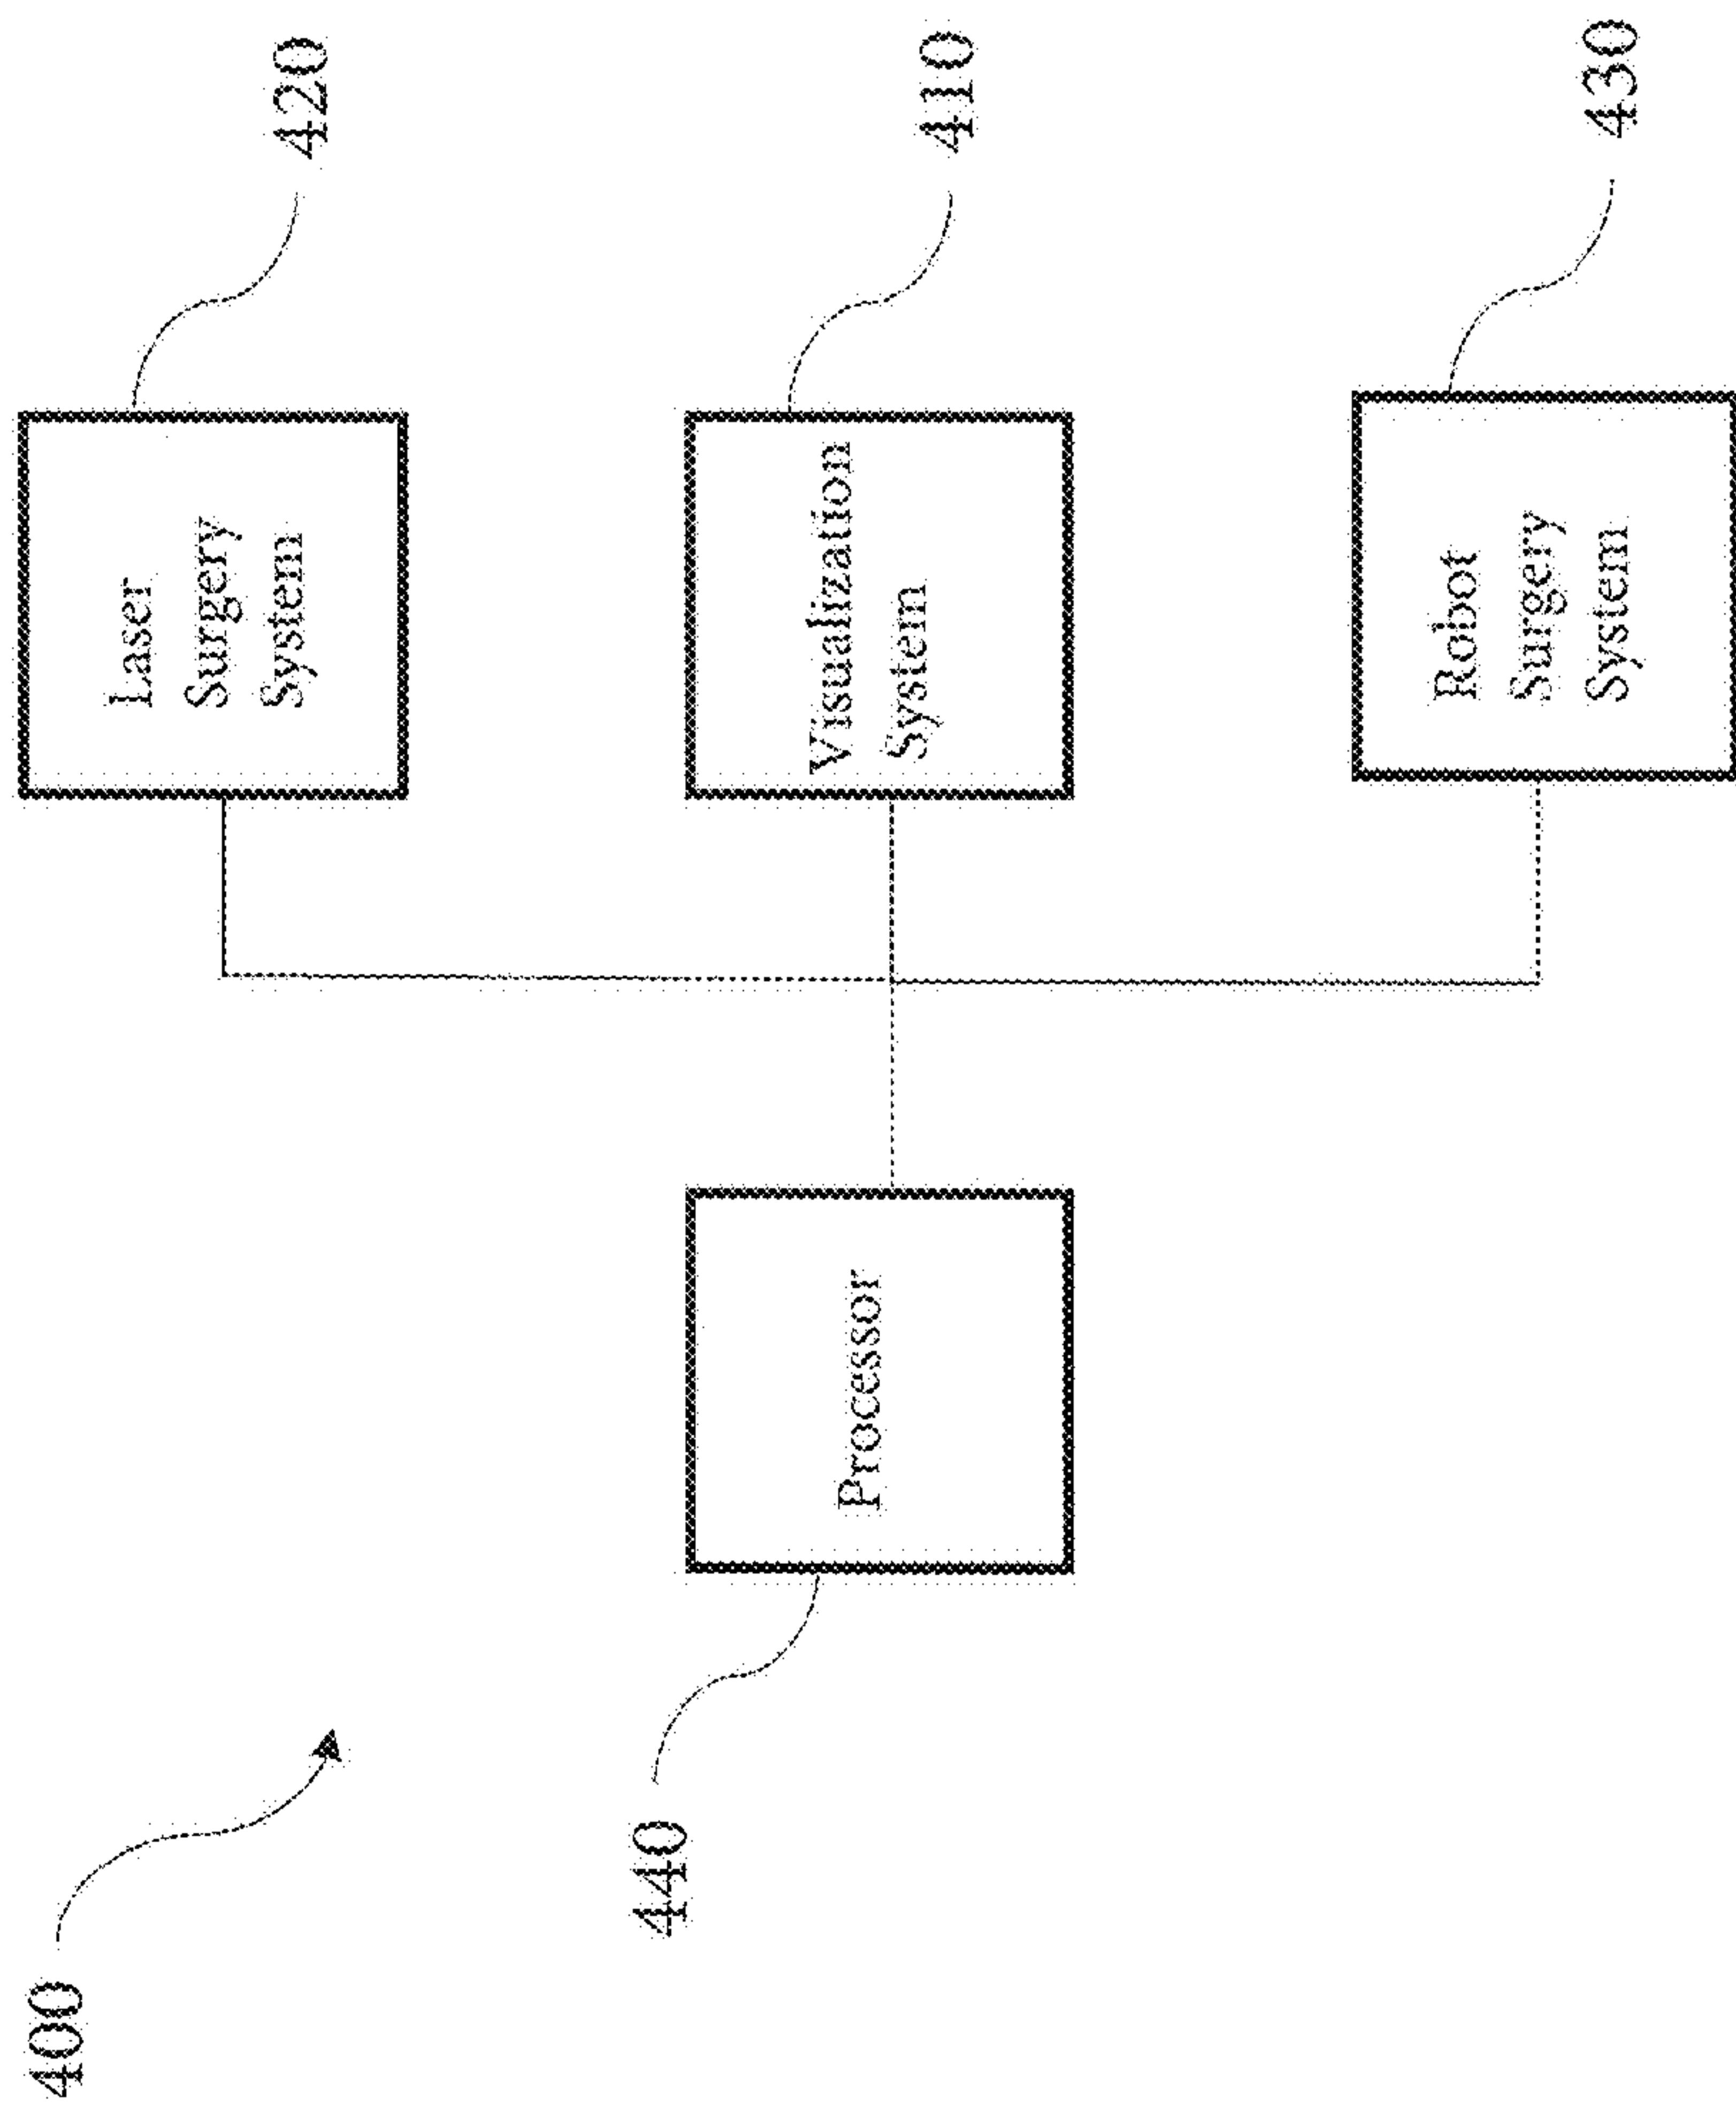 400
Laser
Surgery
System
420
440
Processor
Visualization
System
410
Robot
Surgery
System
430